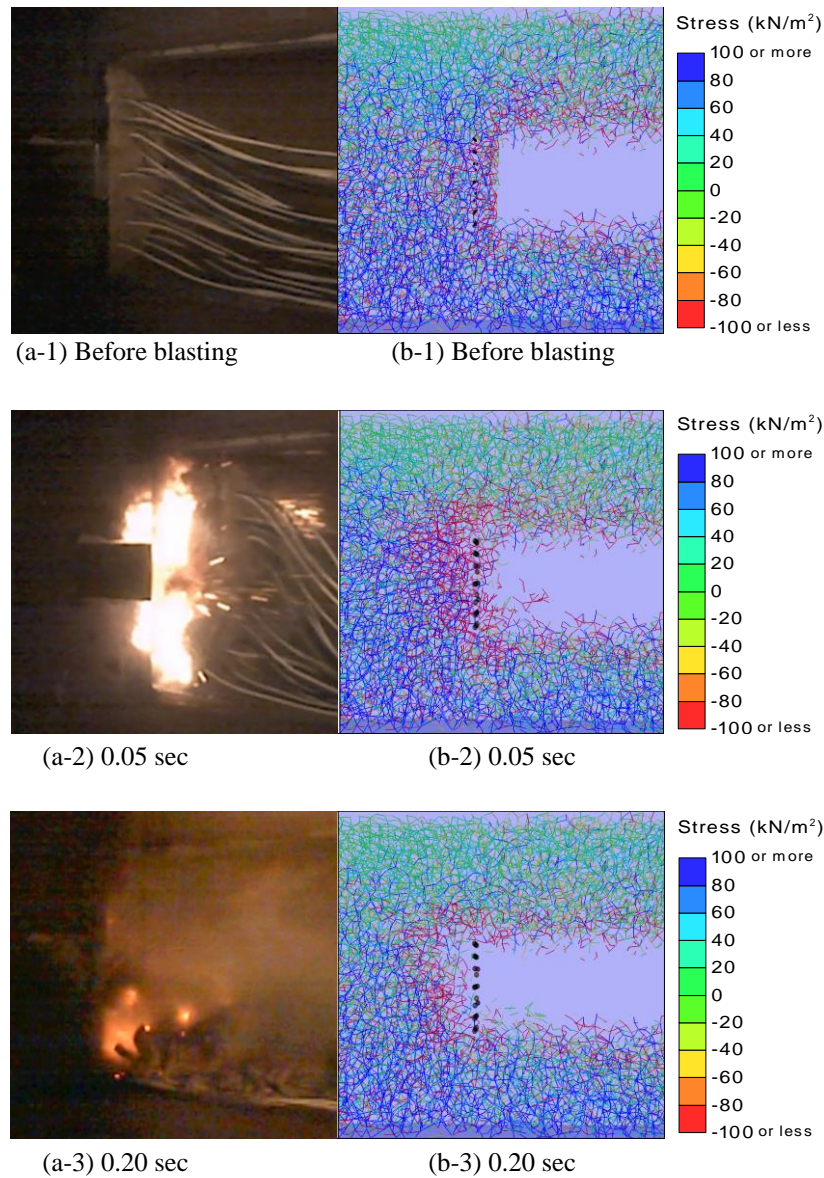 Stress (kN/m²)
100 or more
80
60
40
20
0
-20
-40
-60
-80
-100 or less
(a-1) Before blasting
(b-1) Before blasting
Stress (kN/m²)
100 or more
80
60
40
20
0
-20
-40
-60
-80
-100 or less
(a-2) 0.05 sec
(b-2) 0.05 sec
Stress (kN/m²)
100 or more
80
60
40
20
0
-20
-40
-60
-80
-100 or less
(a-3) 0.20 sec
(b-3) 0.20 sec